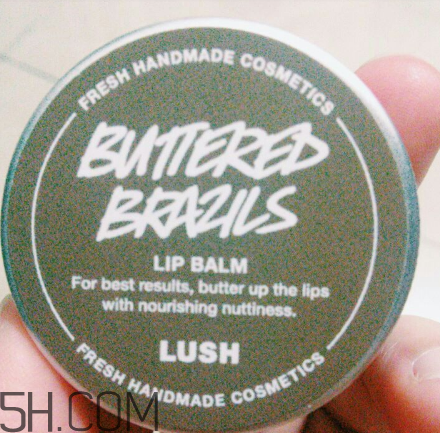 FRESH HANDMADE COSMETICS
BUTTERED
BRAZILS
LIP BALM
For best results, butter up the lips
with nourishing nuttiness.
LUSH
FRESH HANDMADE COSMETICS
5H.COM